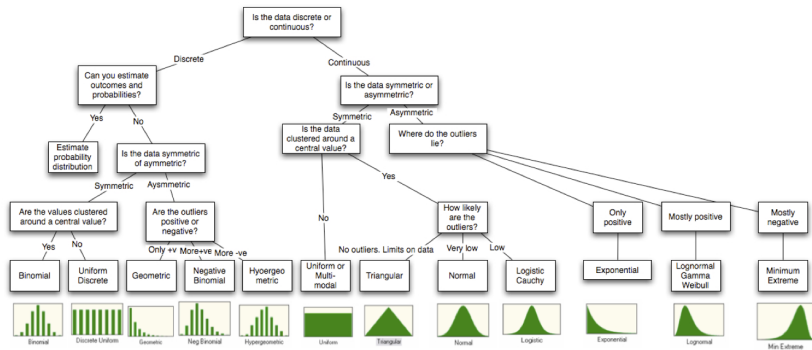 Is the data discrete or
continuous?
Discrete
Continuous
Can you estimate
outcomes and
probabilities?
Is the data symmetric or
asymetrric?
Yes
No
Symmetric
Asymmetric
Estimate
probability
distribution
Is the data symmetric
of aymetric?
Is the data
clustered around a
central value?
Where do the outliers
lie?
Symmetric
Aysmmetric
No
Yes
Are the values clustered
around a central value?
Are the outliers
positive or
negative?
How likely
are the
outliers?
Only
positive
Mostly positive
Mostly
negative
Yes
No
Only +v
More+ve
More -ve
No outliers. Limits on data
Very low
Low
Binomial
Uniform
Discrete
Geometric
Negative
Binomial
Hyoergeo
metric
Uniform or
Multi-
modal
Triangular
Normal
Logistic
Cauchy
Exponential
Lognormal
Gamma
Weibull
Minimum
Extreme
Binomial
Discrete Uniform
Geometric
Neg Binomial
Hypergeometric
Uniform
Triangular
Normal
Logistic
Exponential
Lognormal
Min Extreme